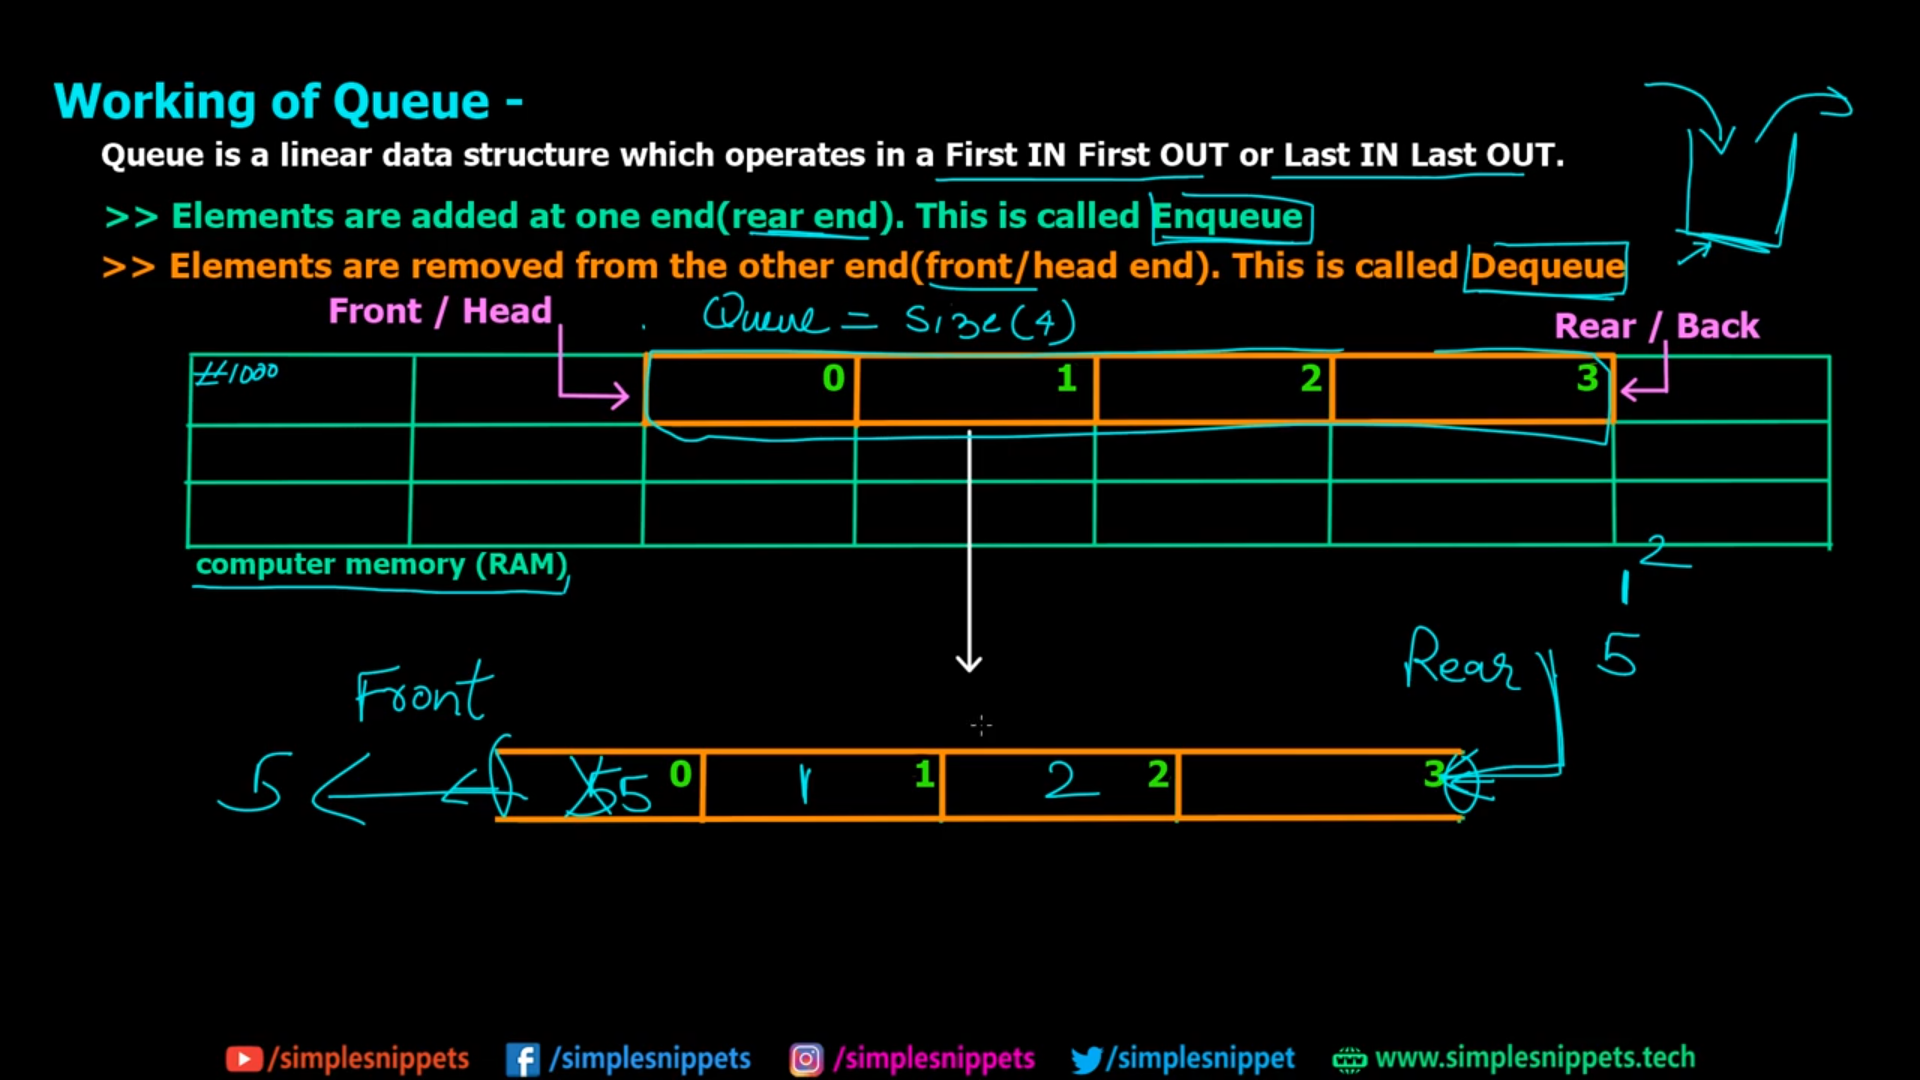 Working of Queue -
Queue is a linear data structure which operates in a First IN First OUT or Last IN Last OUT.
>> Elements are added at one end(rear end). This is called Enqueue
>> Elements are removed from the other end(front/head end). This is called Dequeue
Front / Head
Queue = Size(4)
Rear / Back
#1000
0 1 2 3
computer memory (RAM)
2
1
5
Rear
Front
5
5 0 1 1 2 2 3
/simplesnippets /simplesnippets /simplesnippets /simplesnippet www.simplesnippets.tech